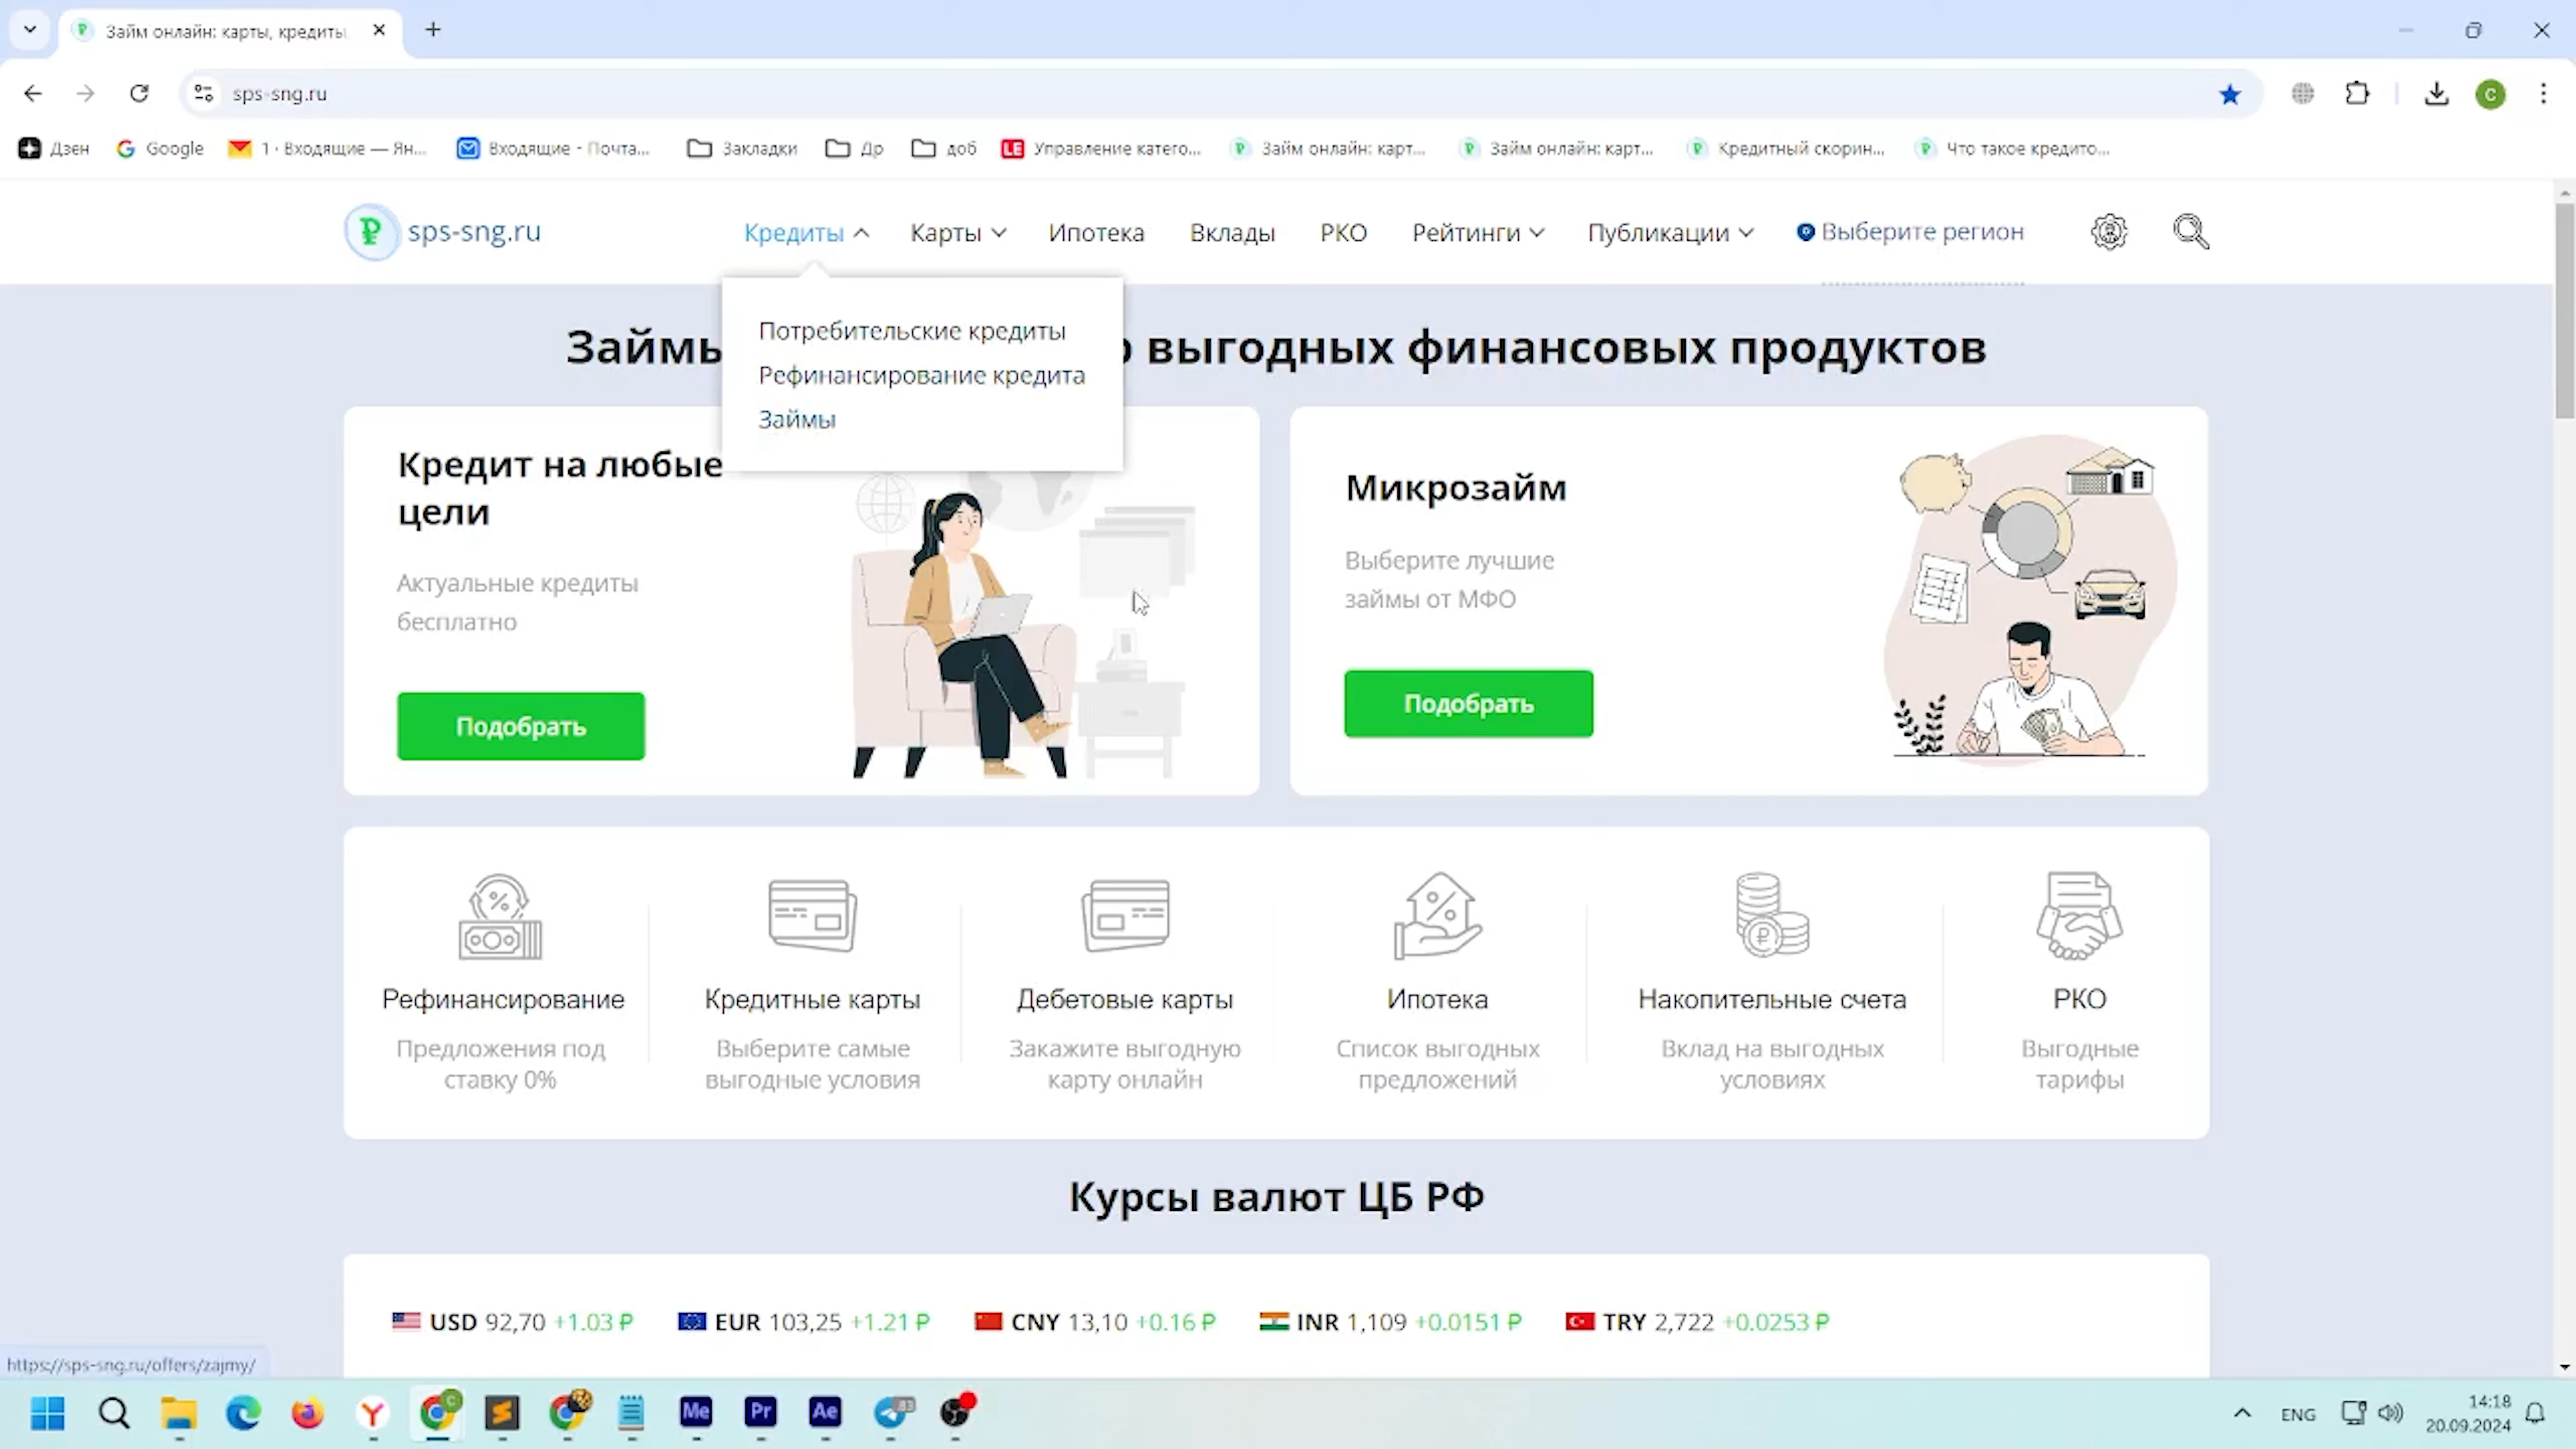 Займ онлайн: карты, кредиты,
sps-sng.ru
Дзен
Google
1 · Входящие — Ян...
Входящие - Почта...
Закладки
Др
доб
LE Управление катего...
Займ онлайн: карт...
Займ онлайн: карт...
Кредитный скорин...
Что такое кредито...
sps-sng.ru
Кредиты
Карты
Ипотека
Вклады
РКО
Рейтинги
Публикации
Выберите регион
Потребительские кредиты
Рефинансирование кредита
Займы
Займы выгодных финансовых продуктов
Кредит на любые
цели
Актуальные кредиты
бесплатно
Подобрать
Микрозайм
Выберите лучшие
займы от МФО
Подобрать
Рефинансирование
Предложения под
ставку 0%
Кредитные карты
Выберите самые
выгодные условия
Дебетовые карты
Закажите выгодную
карту онлайн
Ипотека
Список выгодных
предложений
Накопительные счета
Вклад на выгодных
условиях
РКО
Выгодные
тарифы
Курсы валют ЦБ РФ
USD 92,70 +1.03 ₽
EUR 103,25 +1.21 ₽
CNY 13,10 +0.16 ₽
INR 1,109 +0.0151 ₽
TRY 2,722 +0.0253 ₽
https://sps-sng.ru/offers/zajmy/
Me
Pr
Ae
83
ENG
14:18
20.09.2024